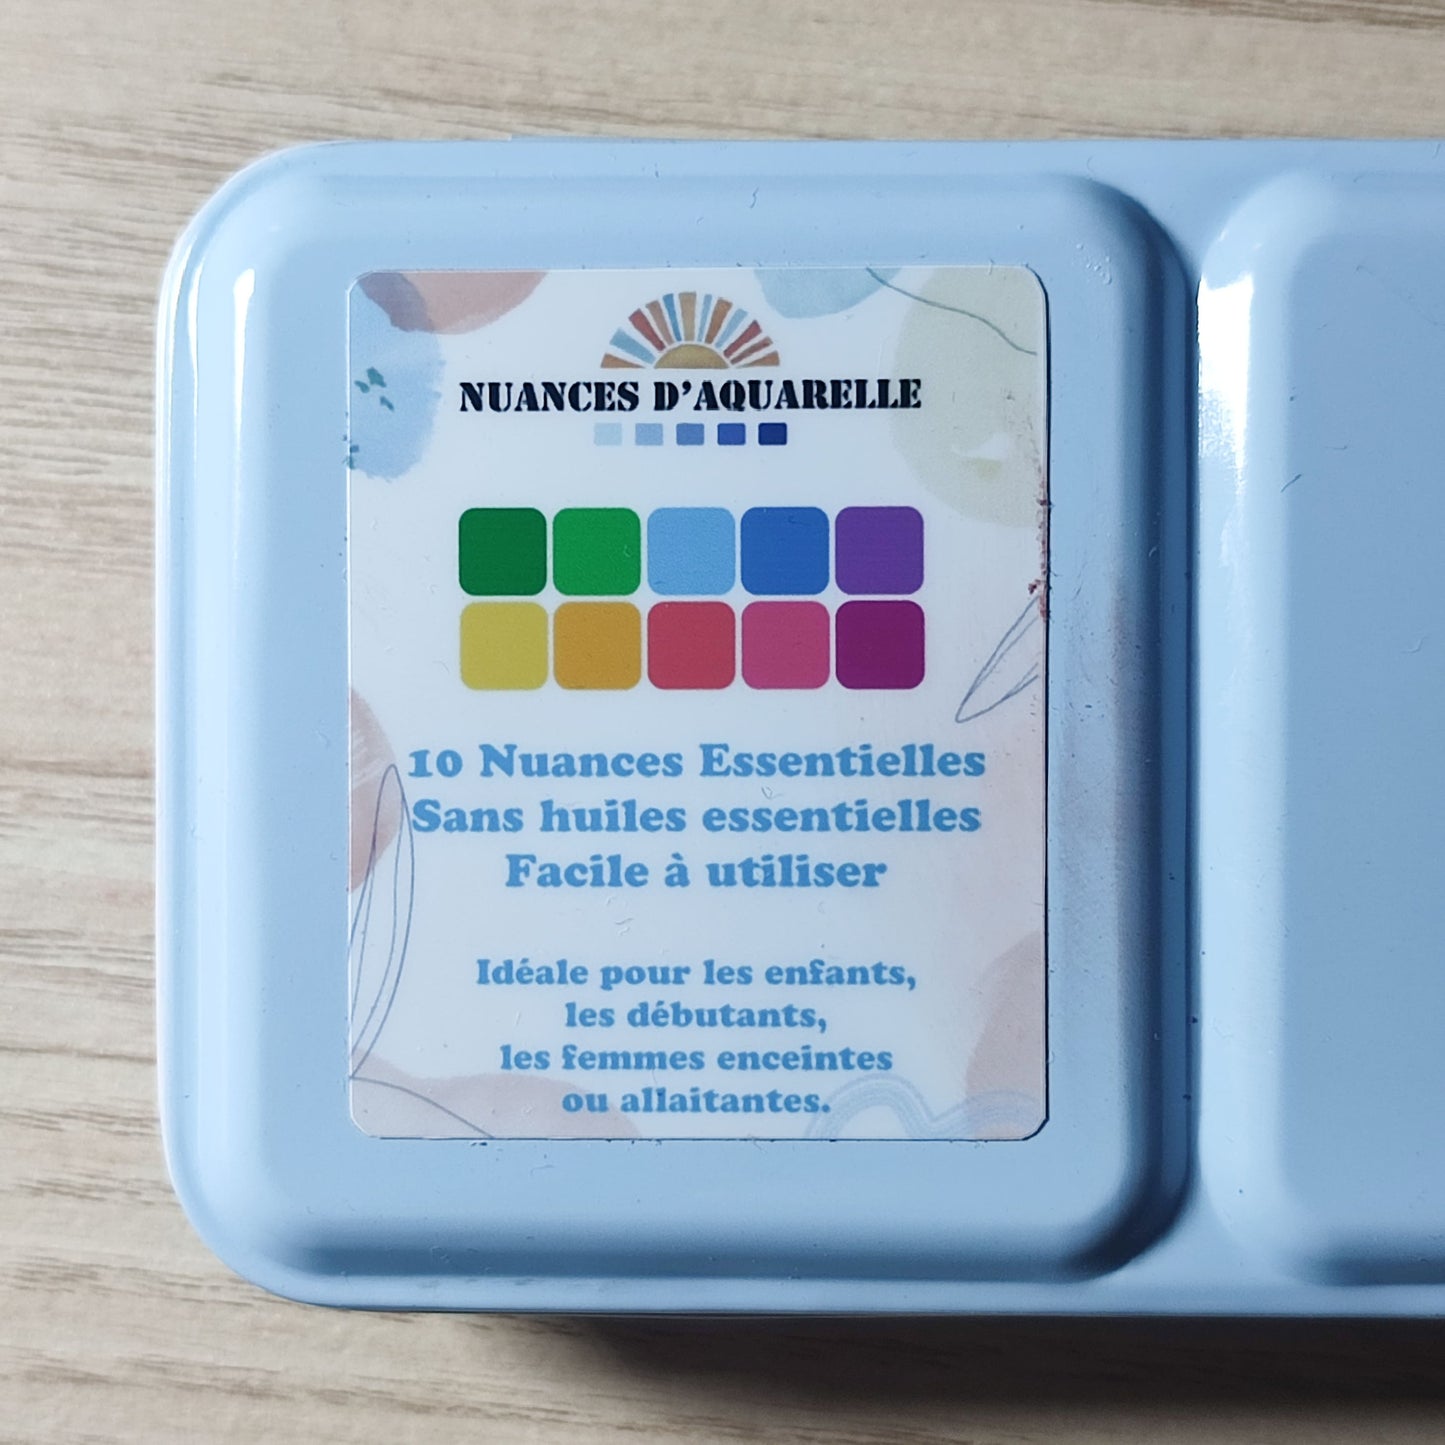 NUANCES D'AQUARELLE
10 Nuances Essentielles
Sans huiles essentielles
Facile à utiliser
Idéale pour les enfants,
les débutants,
les femmes enceintes
ou allaitantes.